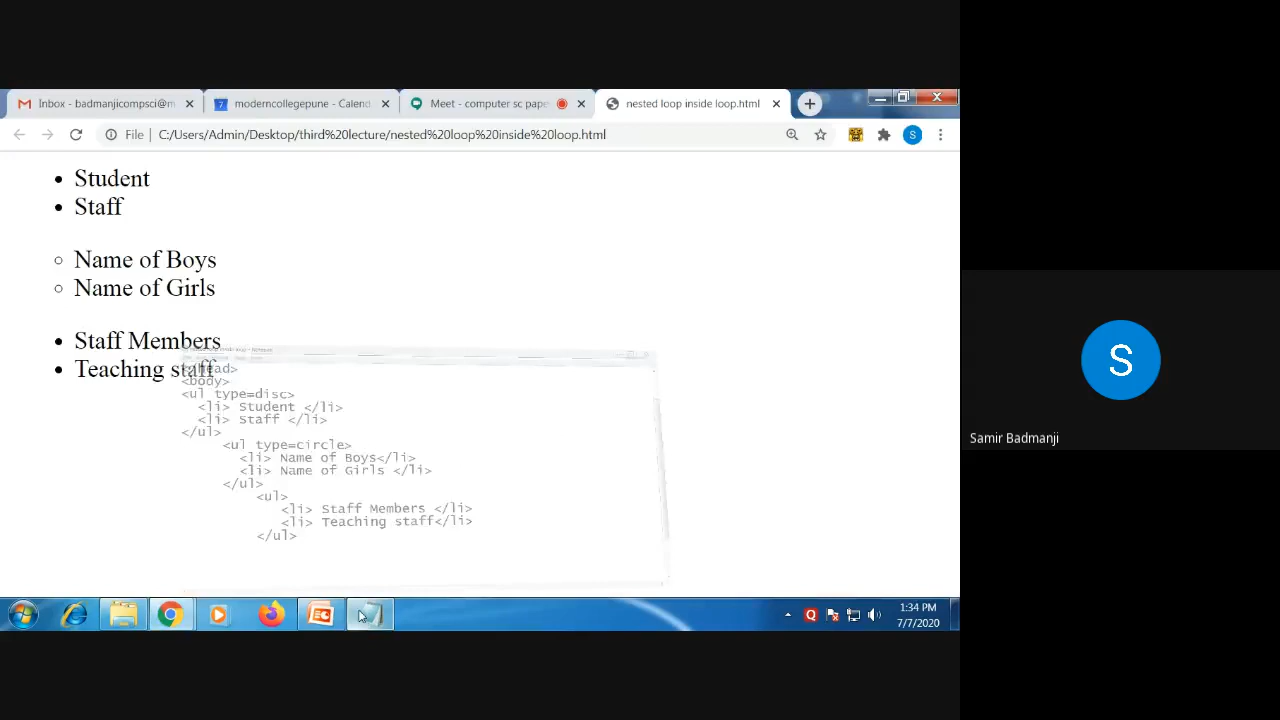 Inbox - badmanjicompsci@m
moderncollegepune - Calend
Meet - computer sc pape
nested loop inside loop.html
File | C:/Users/Admin/Desktop/third%20lecture/nested%20loop%20inside%20loop.html
• Student
• Staff
○ Name of Boys
○ Name of Girls
• Staff Members
• Teaching staff
<body>
<ul type=disc>
<li> Student </li>
<li> Staff </li>
</ul>
<ul type=circle>
<li> Name of Boys</li>
<li> Name of Girls </li>
</ul>
<ul>
<li> Staff Members </li>
<li> Teaching staff</li>
</ul>
1:34 PM
7/7/2020
S
Samir Badmanji